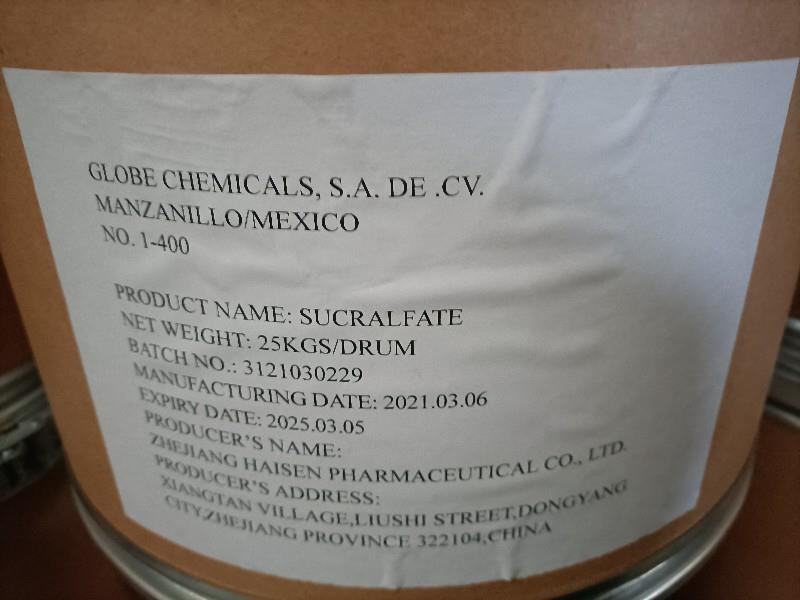 GLOBE CHEMICALS, S.A. DE .CV.
MANZANILLO/MEXICO
NO. 1-400
PRODUCT NAME: SUCRALFATE
NET WEIGHT: 25KGS/DRUM
BATCH NO.: 3121030229
MANUFACTURING DATE: 2021.03.06
EXPIRY DATE: 2025.03.05
PRODUCER'S NAME:
ZHEJIANG HAISEN PHARMACEUTICAL CO., LTD.
PRODUCER'S ADDRESS:
XIANGTAN VILLAGE,LIUSHI STREET,DONGYANG
CITY,ZHEJIANG PROVINCE 322104,CHINA